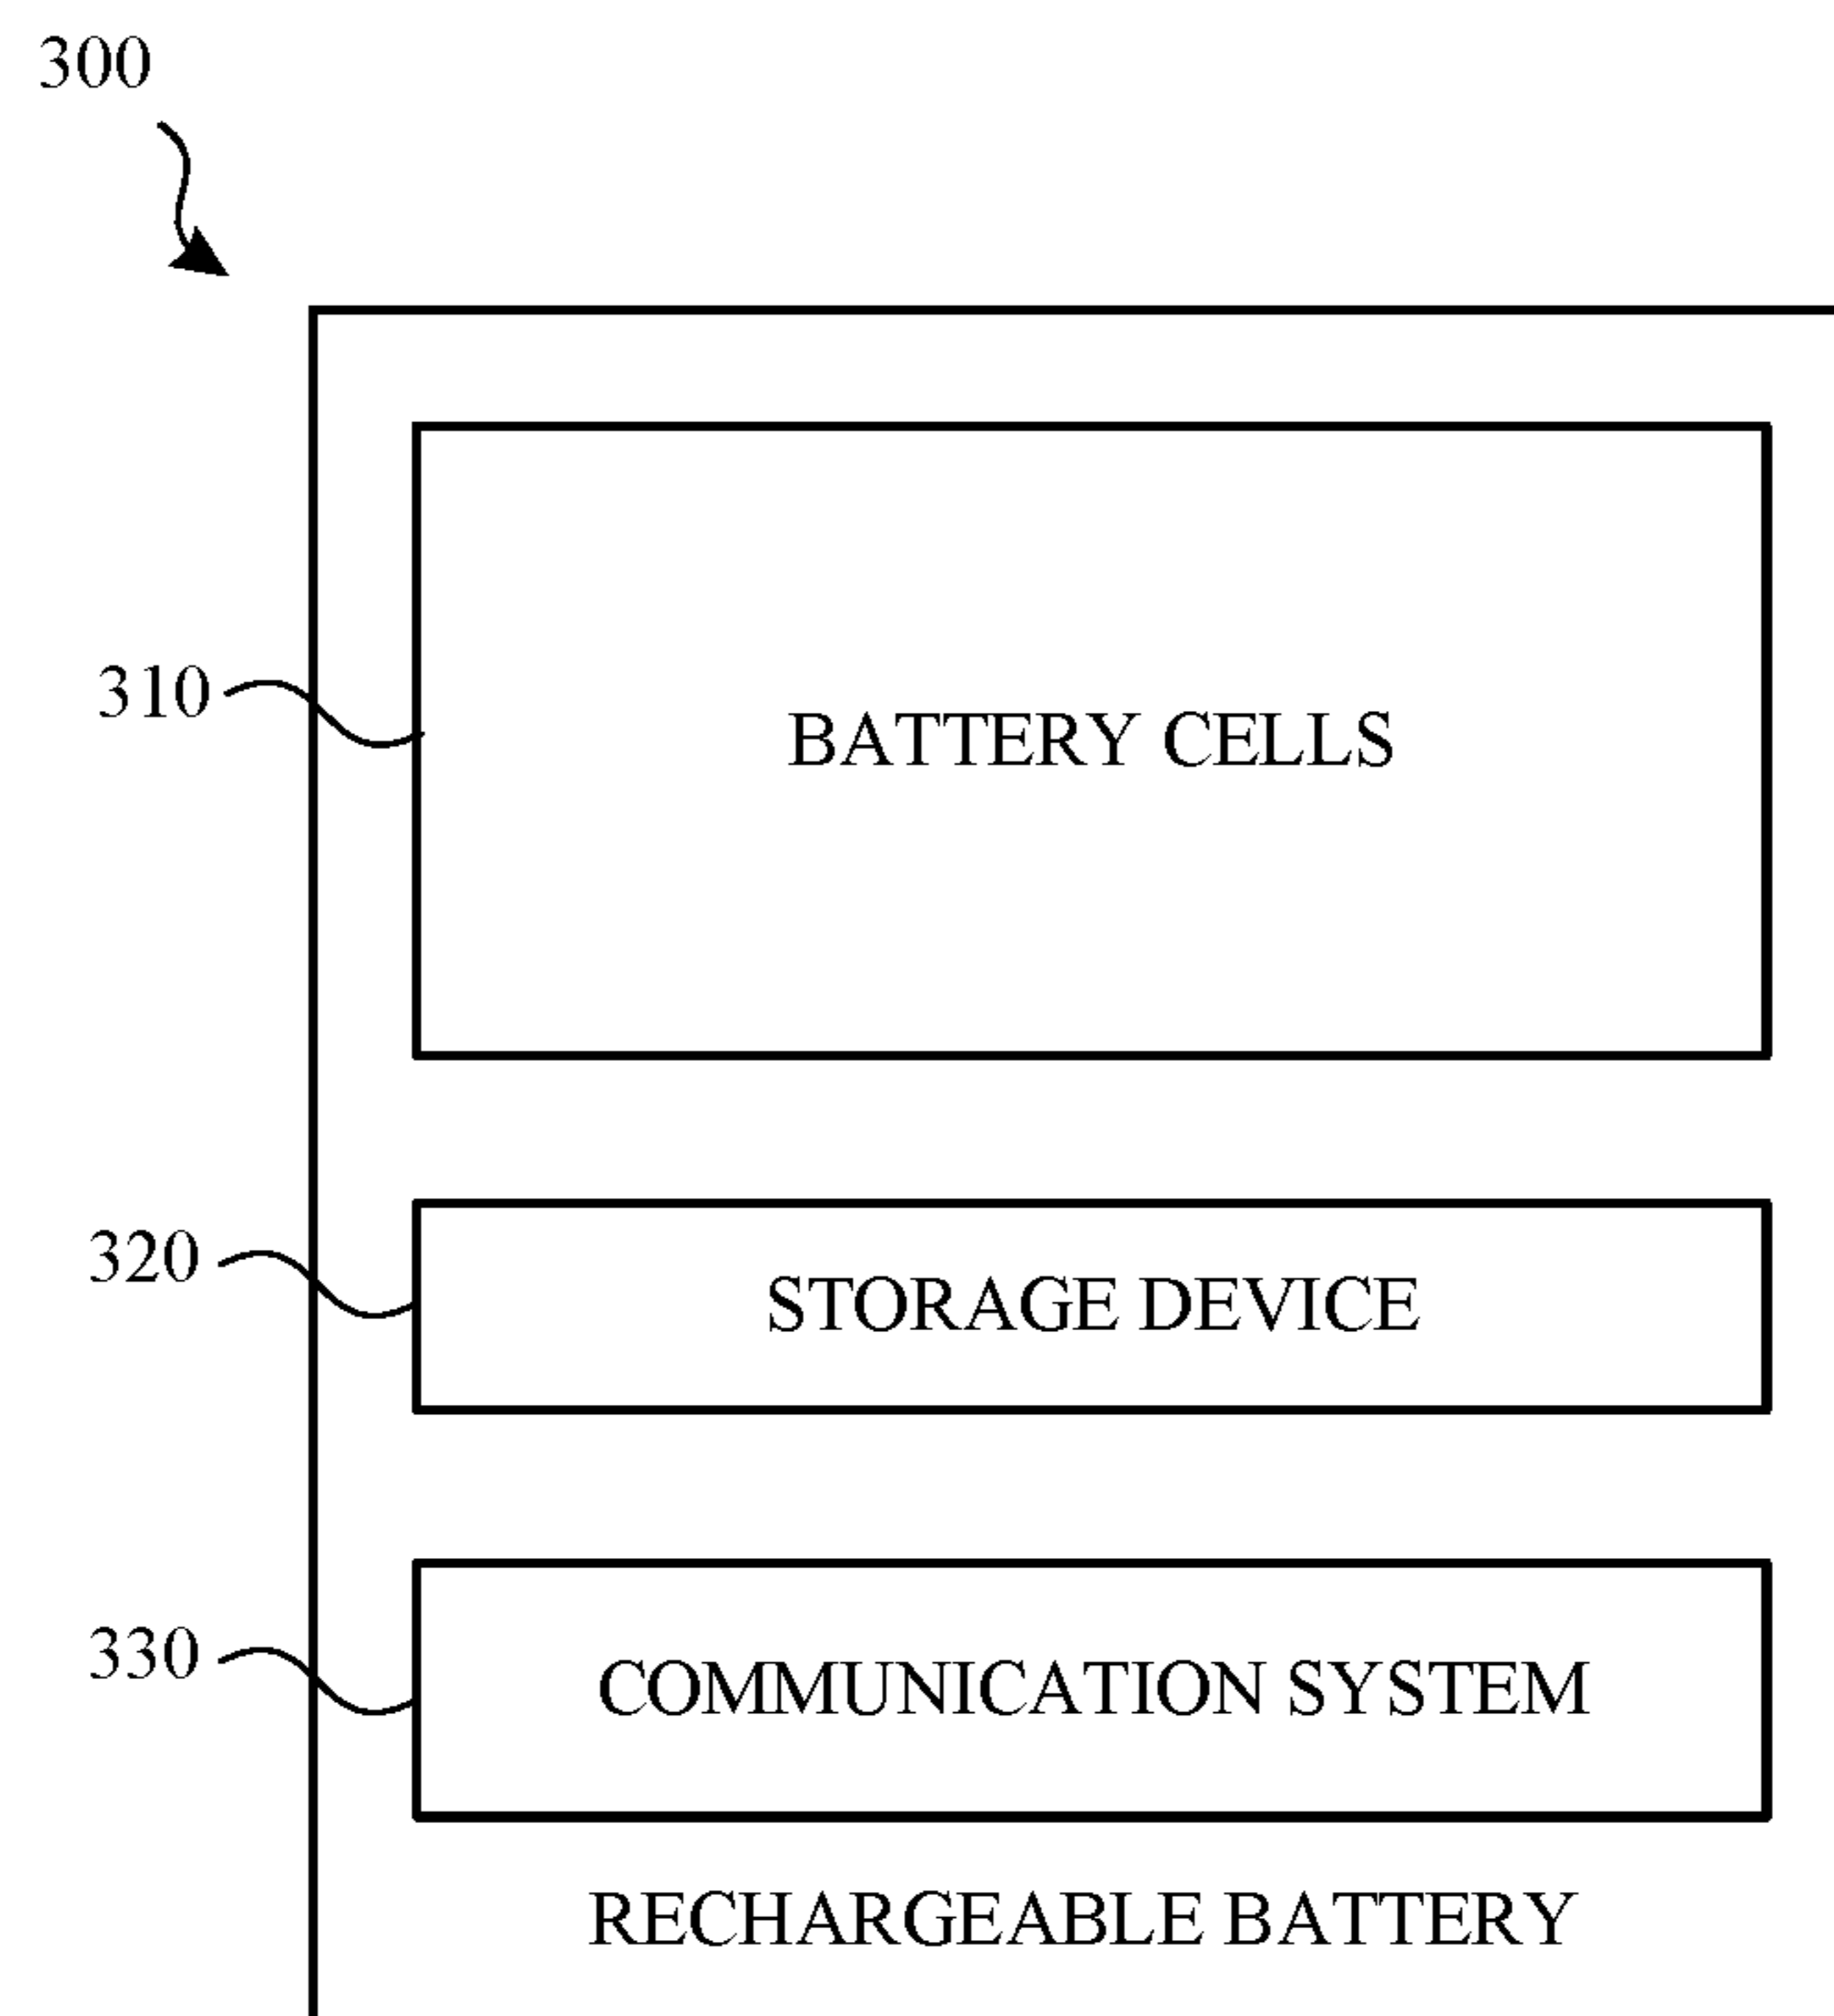 300
310
BATTERY CELLS
320
STORAGE DEVICE
330
COMMUNICATION SYSTEM
RECHARGEABLE BATTERY